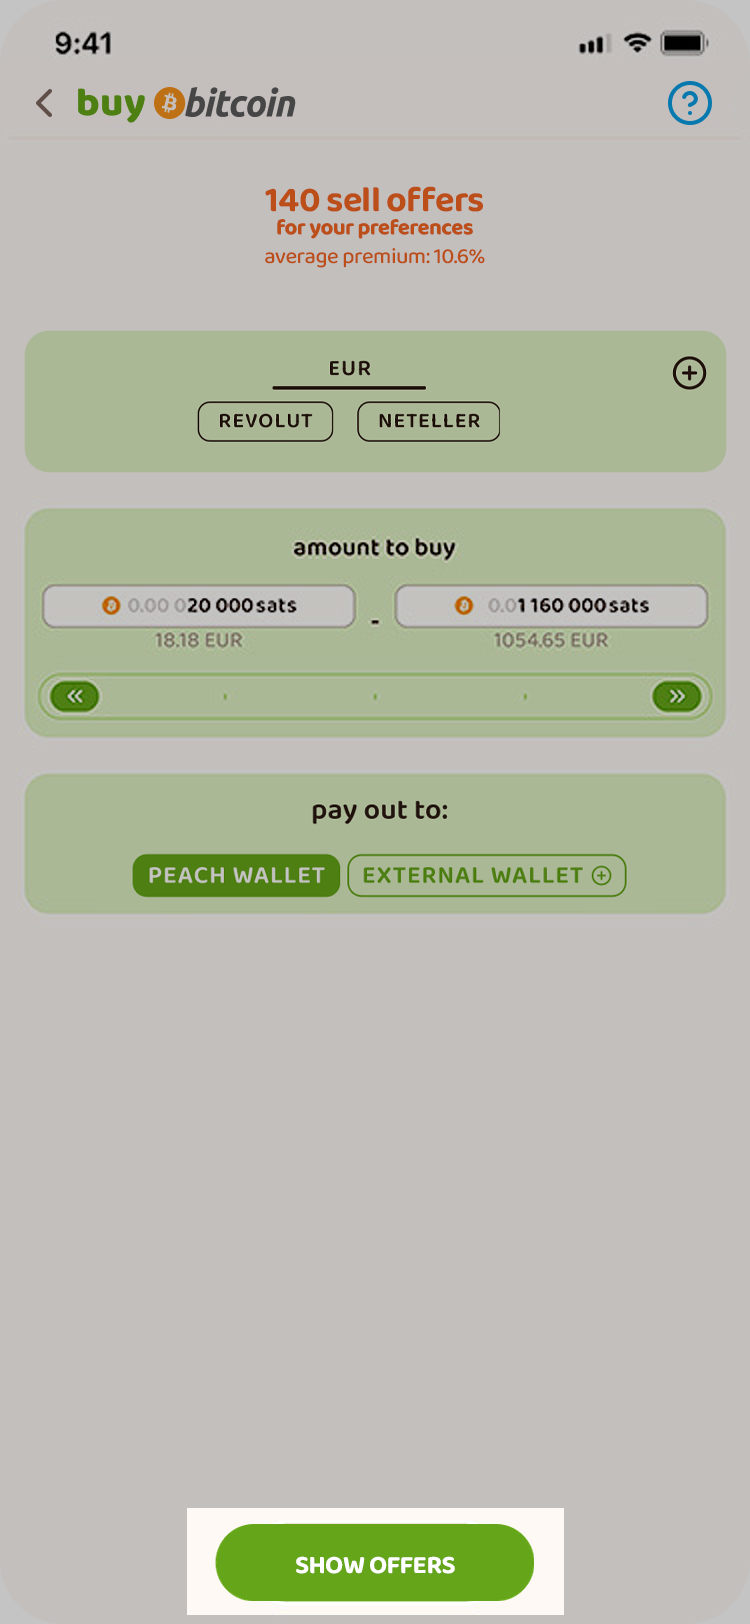 9:41
buy bitcoin
140 sell offers
for your preferences
average premium: 10.6%
EUR
REVOLUT NETELLER
amount to buy
0.00 020 000 sats - 0.01 160 000 sats
18.18 EUR 1054.65 EUR
pay out to:
PEACH WALLET EXTERNAL WALLET
SHOW OFFERS